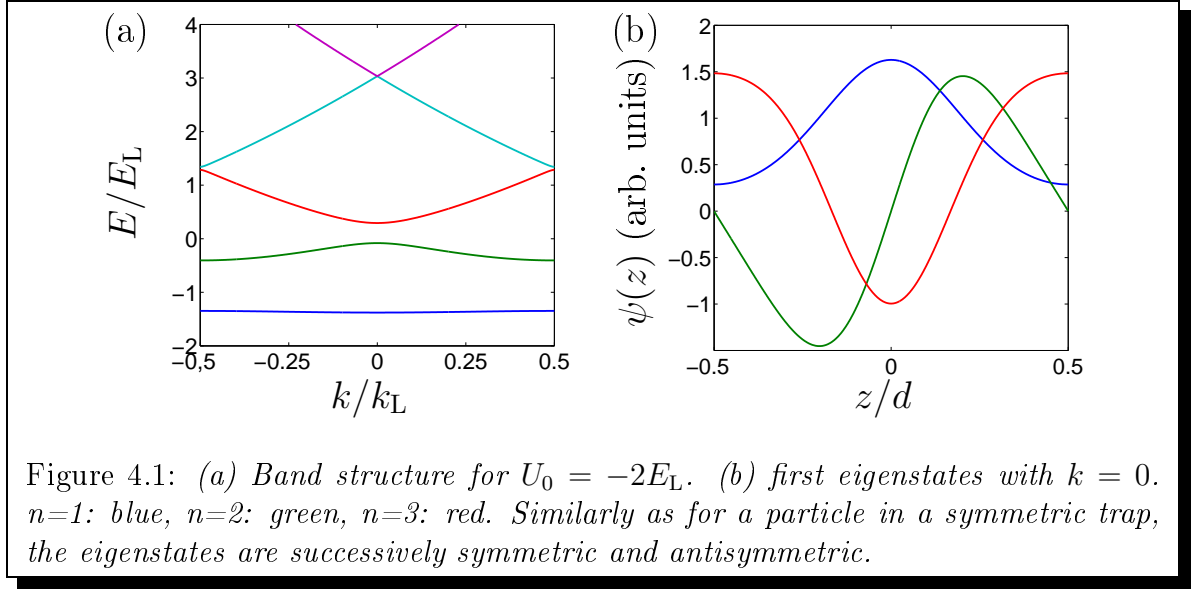 (a)
4
3
2
1
0
−1
−2
−0,5
−0.25
0
0.25
0.5
E/E_L
k/k_L
(b)
2
1.5
1
0.5
0
−0.5
−1
−0.5
0
0.5
ψ(z) (arb. units)
z/d
Figure 4.1: (a) Band structure for U₀ = −2E_L. (b) first eigenstates with k = 0.
n=1: blue, n=2: green, n=3: red. Similarly as for a particle in a symmetric trap,
the eigenstates are successively symmetric and antisymmetric.